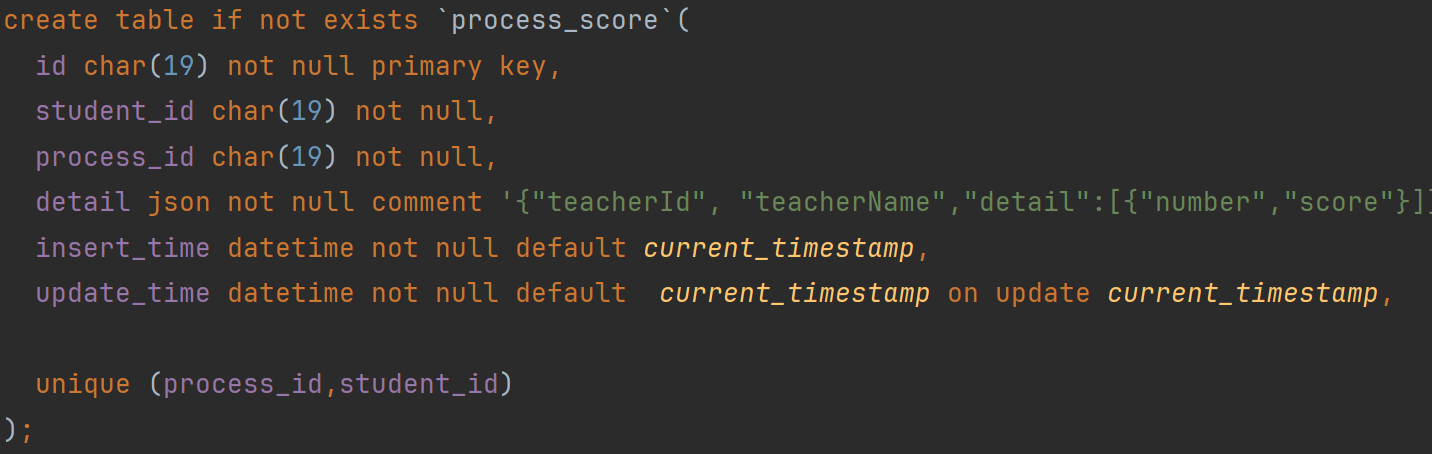 create table if not exists `process_score`(
id char(19) not null primary key,
student_id char(19) not null,
process_id char(19) not null,
detail json not null comment '{"teacherId", "teacherName","detail":[{"number","score"}]}
insert_time datetime not null default current_timestamp,
update_time datetime not null default  current_timestamp on update current_timestamp,
unique (process_id,student_id)
);